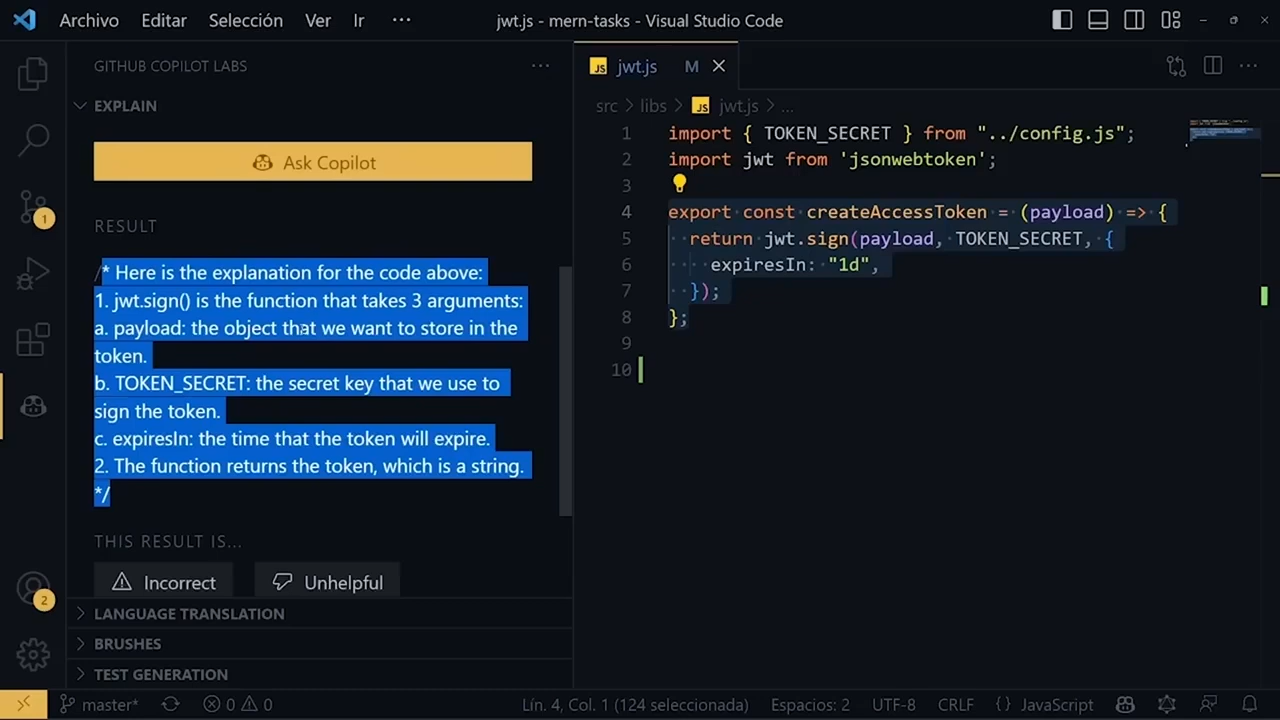 Archivo Editar Selección Ver Ir ··· jwt.js - mern-tasks - Visual Studio Code
GITHUB COPILOT LABS ···
EXPLAIN
Ask Copilot
RESULT
/* Here is the explanation for the code above:
1. jwt.sign() is the function that takes 3 arguments:
a. payload: the object that we want to store in the
token.
b. TOKEN_SECRET: the secret key that we use to
sign the token.
c. expiresIn: the time that the token will expire.
2. The function returns the token, which is a string.
*/
THIS RESULT IS...
Incorrect Unhelpful
LANGUAGE TRANSLATION
BRUSHES
TEST GENERATION
1
2
JS jwt.js M
src > libs > JS jwt.js > ...
1 import { TOKEN_SECRET } from "../config.js";
2 import jwt from 'jsonwebtoken';
3
4 export const createAccessToken = (payload) => {
5 return jwt.sign(payload, TOKEN_SECRET, {
6 expiresIn: "1d",
7 });
8 };
9
10
master* 0 0 Lín. 4, Col. 1 (124 seleccionada) Espacios: 2 UTF-8 CRLF {} JavaScript